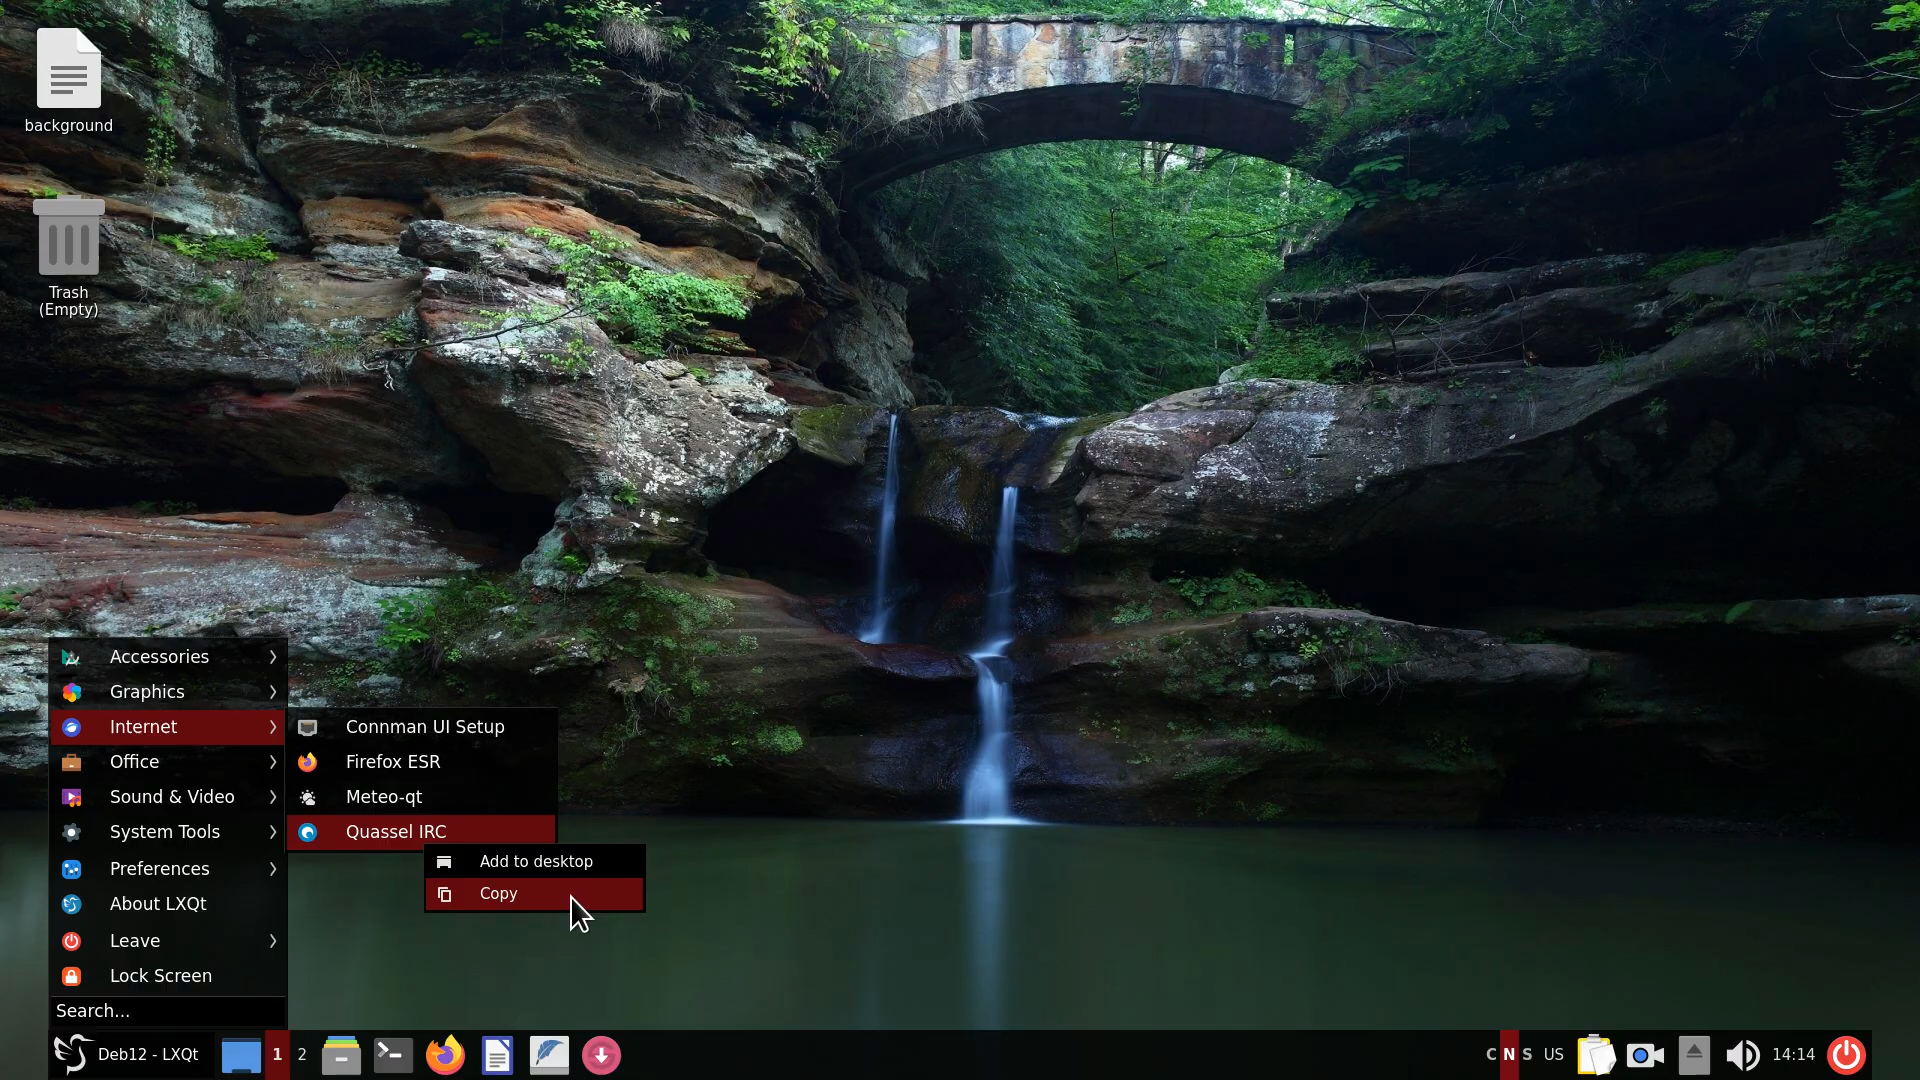 background
Trash
(Empty)
Accessories
Graphics
Internet
Office
Sound & Video
System Tools
Preferences
About LXQt
Leave
Lock Screen
Search...
Connman UI Setup
Firefox ESR
Meteo-qt
Quassel IRC
Add to desktop
Copy
Deb12 - LXQt
1
2
C N S US
14:14